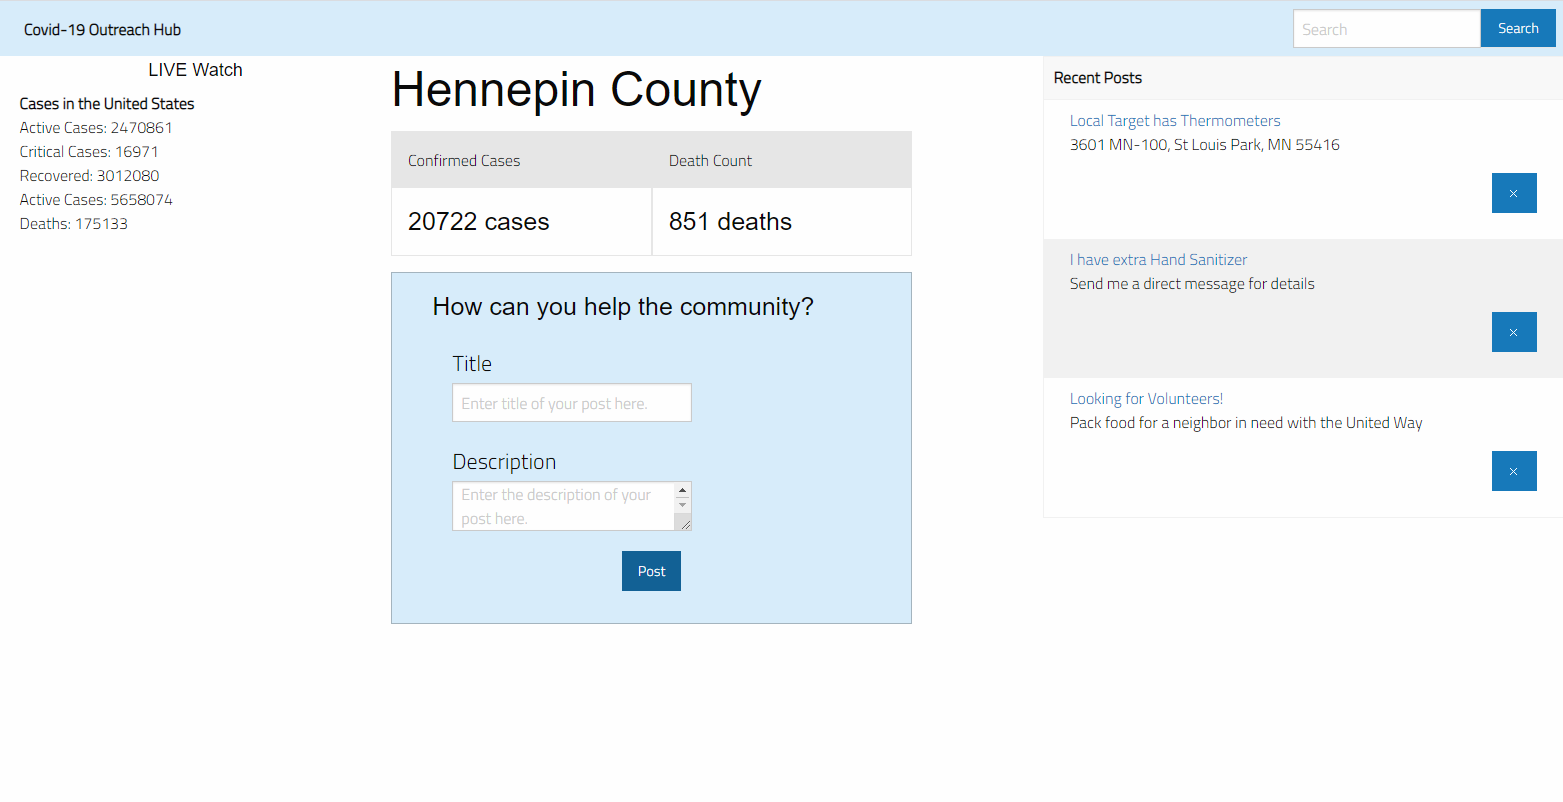 Covid-19 Outreach Hub
Search
Search
LIVE Watch
Cases in the United States
Active Cases: 2470861
Critical Cases: 16971
Recovered: 3012080
Active Cases: 5658074
Deaths: 175133
Hennepin County
Confirmed Cases
Death Count
20722 cases
851 deaths
How can you help the community?
Title
Enter title of your post here.
Description
Enter the description of your
post here.
Post
Recent Posts
Local Target has Thermometers
3601 MN-100, St Louis Park, MN 55416
×
I have extra Hand Sanitizer
Send me a direct message for details
×
Looking for Volunteers!
Pack food for a neighbor in need with the United Way
×